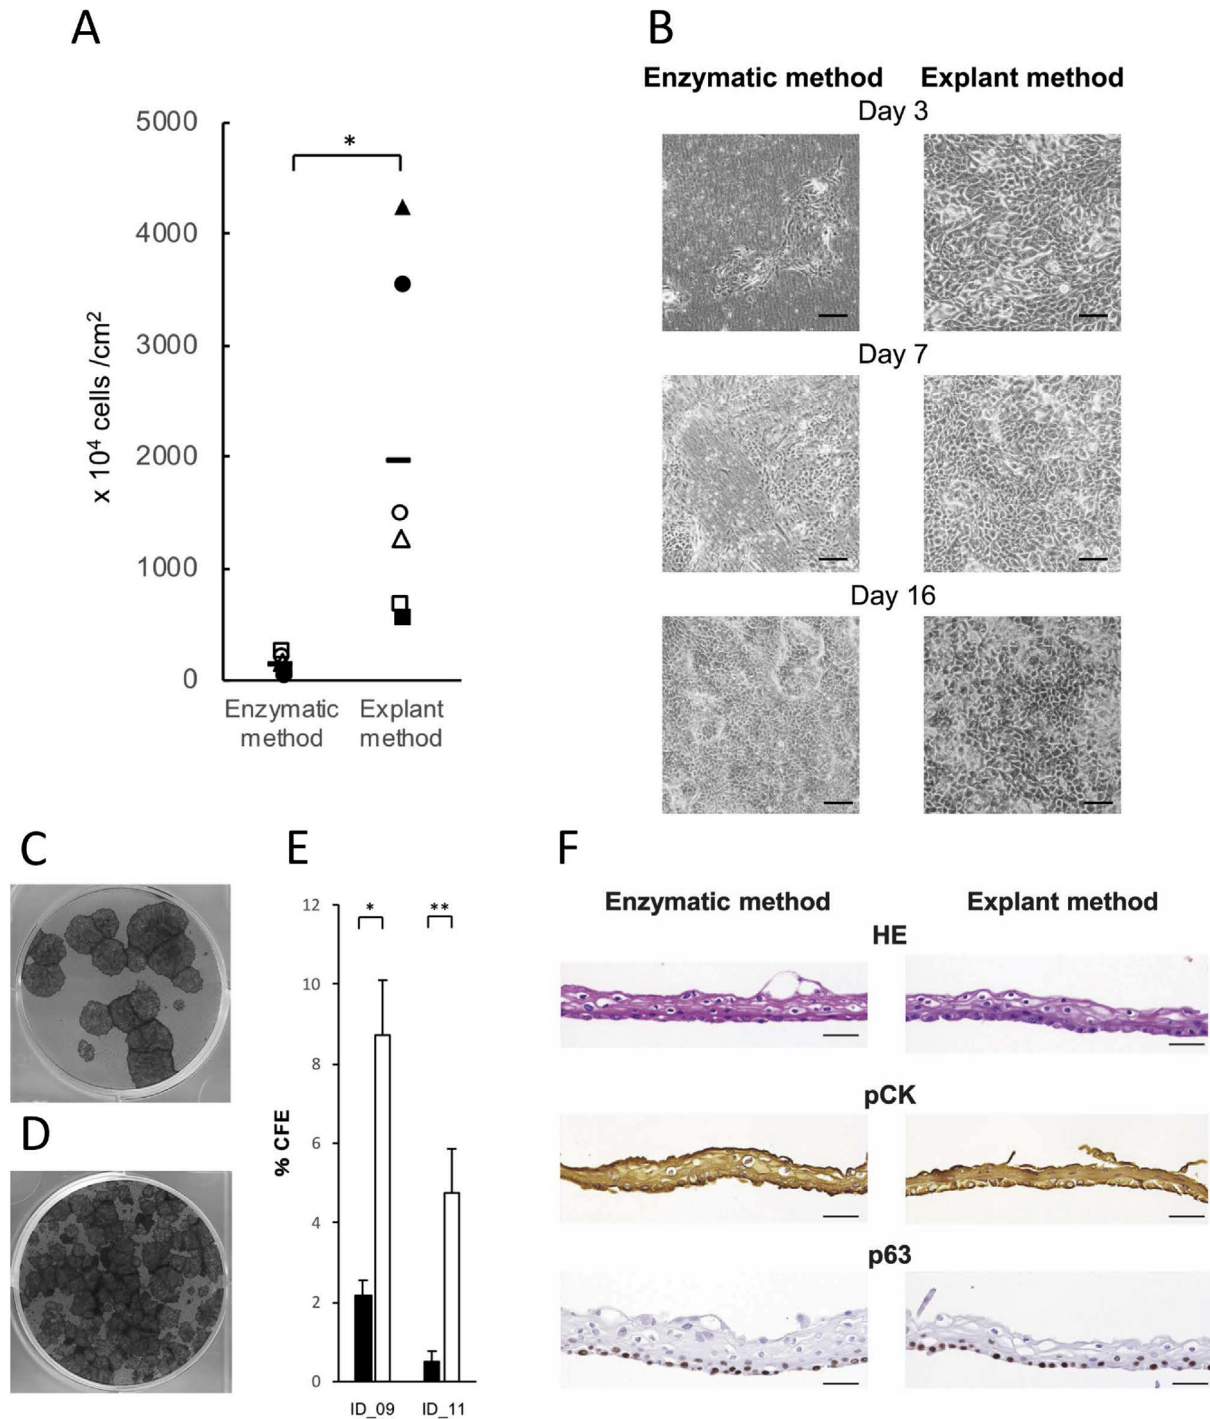 A
5000
4000
3000
2000
1000
0
x 10⁴ cells /cm²
*
Enzymatic method
Explant method
B
Enzymatic method Explant method
Day 3
Day 7
Day 16
C
D
E
12
10
8
6
4
2
0
% CFE
* **
ID_09 ID_11
F
Enzymatic method Explant method
HE
pCK
p63